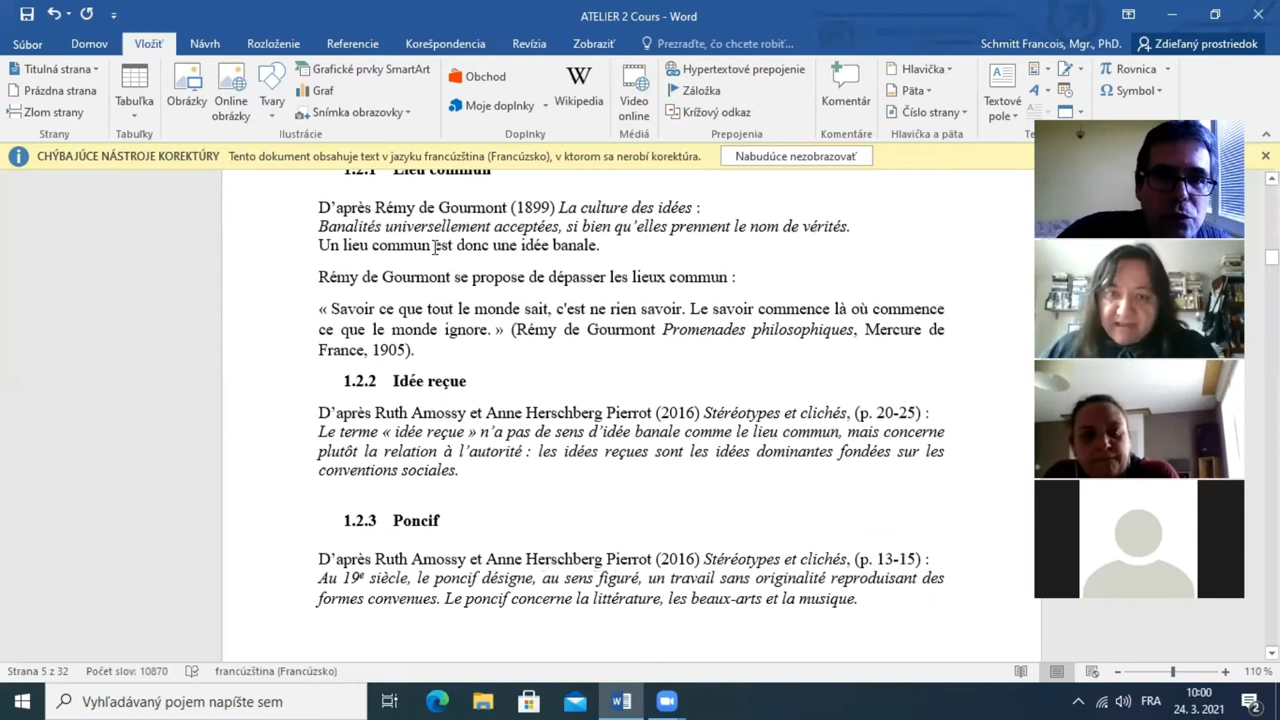 ATELIER 2 Cours - Word
Súbor Domov Vložiť Návrh Rozloženie Referencie Korešpondencia Revízia Zobraziť Prezraďte, čo chcete robiť... Schmitt Francois, Mgr., PhD. Zdieľaný prostriedok
Titulná strana
Prázdna strana
Zlom strany
Strany
Tabuľka
Tabuľky
Obrázky
Online obrázky
Tvary
Grafické prvky SmartArt
Graf
Snímka obrazovky
Ilustrácie
Obchod
Moje doplnky
Wikipedia
Doplnky
Video online
Médiá
Hypertextové prepojenie
Záložka
Krížový odkaz
Prepojenia
Komentár
Komentáre
Hlavička
Päta
Číslo strany
Hlavička a päta
Textové pole
Rovnica
Symbol
CHÝBAJÚCE NÁSTROJE KOREKTÚRY Tento dokument obsahuje text v jazyku francúzština (Francúzsko), v ktorom sa nerobí korektúra. Nabudúce nezobrazovať
1.2.1 Lieu commun
D’après Rémy de Gourmont (1899) La culture des idées :
Banalités universellement acceptées, si bien qu’elles prennent le nom de vérités.
Un lieu commun est donc une idée banale.
Rémy de Gourmont se propose de dépasser les lieux commun :
« Savoir ce que tout le monde sait, c'est ne rien savoir. Le savoir commence là où commence
ce que le monde ignore. » (Rémy de Gourmont Promenades philosophiques, Mercure de
France, 1905).
1.2.2 Idée reçue
D’après Ruth Amossy et Anne Herschberg Pierrot (2016) Stéréotypes et clichés, (p. 20-25) :
Le terme « idée reçue » n’a pas de sens d’idée banale comme le lieu commun, mais concerne
plutôt la relation à l’autorité : les idées reçues sont les idées dominantes fondées sur les
conventions sociales.
1.2.3 Poncif
D’après Ruth Amossy et Anne Herschberg Pierrot (2016) Stéréotypes et clichés, (p. 13-15) :
Au 19e siècle, le poncif désigne, au sens figuré, un travail sans originalité reproduisant des
formes convenues. Le poncif concerne la littérature, les beaux-arts et la musique.
Strana 5 z 32 Počet slov: 10870 francúzština (Francúzsko) 110 %
Vyhľadávaný pojem napíšte sem
FRA
10:00
24. 3. 2021
2